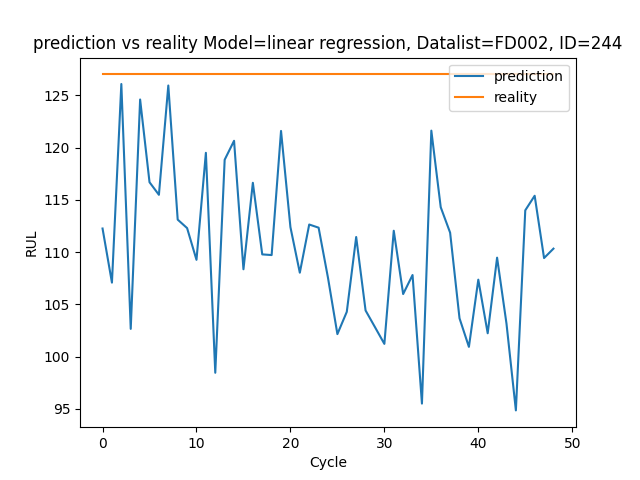 prediction vs reality Model=linear regression, Datalist=FD002, ID=244
prediction
reality
125
120
115
110
105
100
95
RUL
0 10 20 30 40 50
Cycle